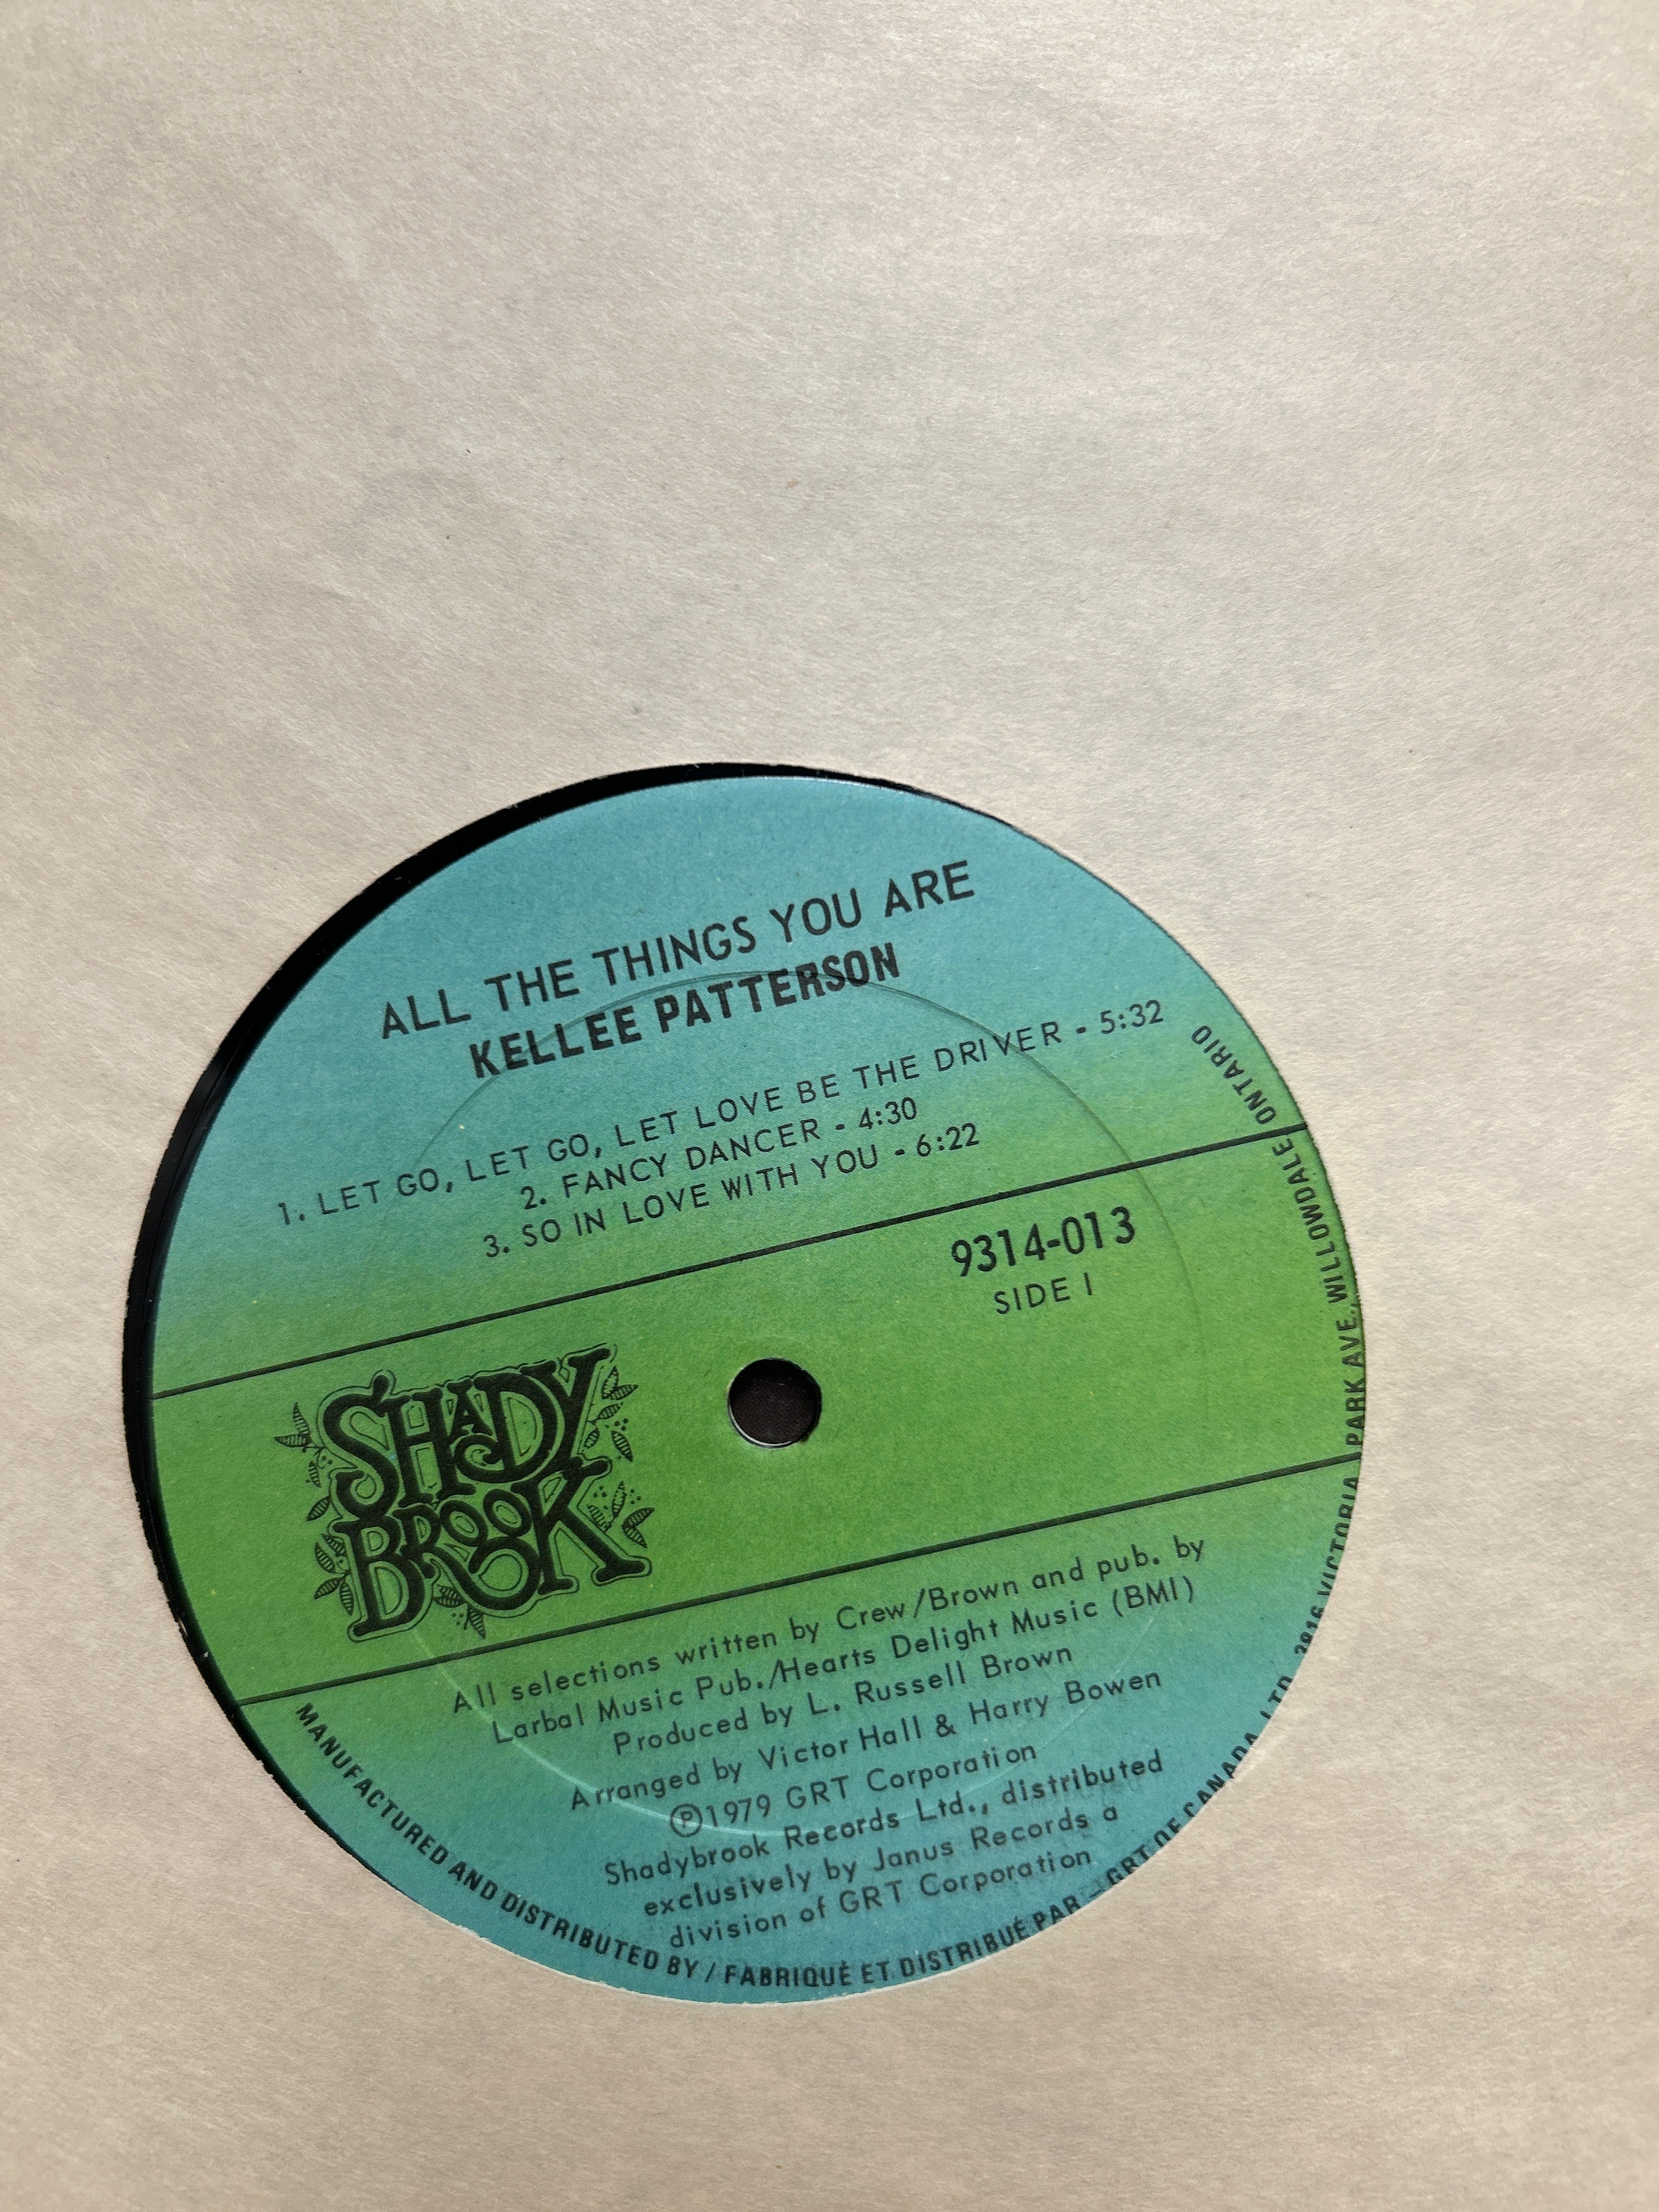 ALL THE THINGS YOU ARE
KELLEE PATTERSON
1. LET GO, LET GO, LET LOVE BE THE DRIVER - 5:32
2. FANCY DANCER - 4:30
3. SO IN LOVE WITH YOU - 6:22
9314-013
SIDE I
SHADY
BROOK
All selections written by Crew/Brown and pub. by
Larbal Music Pub./Hearts Delight Music (BMI)
Produced by L. Russell Brown
Arranged by Victor Hall & Harry Bowen
℗1979 GRT Corporation
Shadybrook Records Ltd., distributed
exclusively by Janus Records a
division of GRT Corporation
MANUFACTURED AND DISTRIBUTED BY / FABRIQUÉ ET DISTRIBUÉ PAR - GRT OF CANADA LTD. 3816 VICTORIA PARK AVE., WILLOWDALE ONTARIO